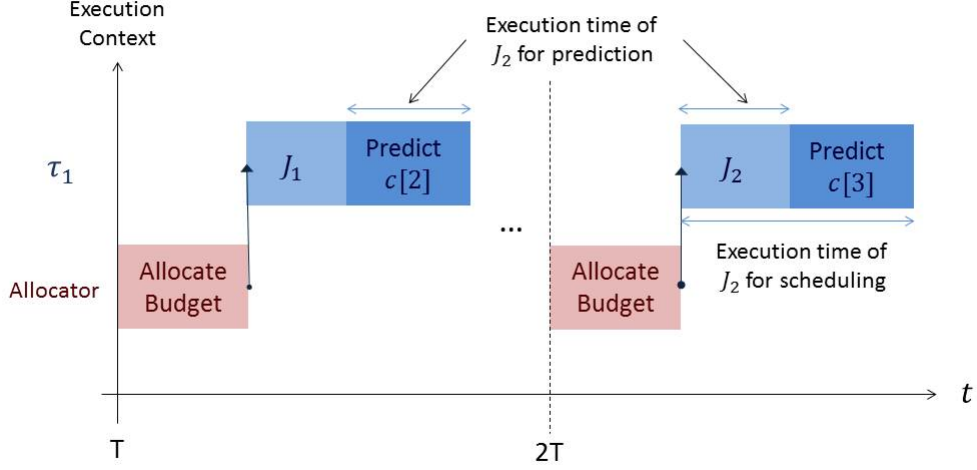 Execution
Context
Execution time of
J₂ for prediction
τ₁
J₁
Predict
c[2]
J₂
Predict
c[3]
...
Execution time of
J₂ for scheduling
Allocator
Allocate
Budget
Allocate
Budget
t
T
2T